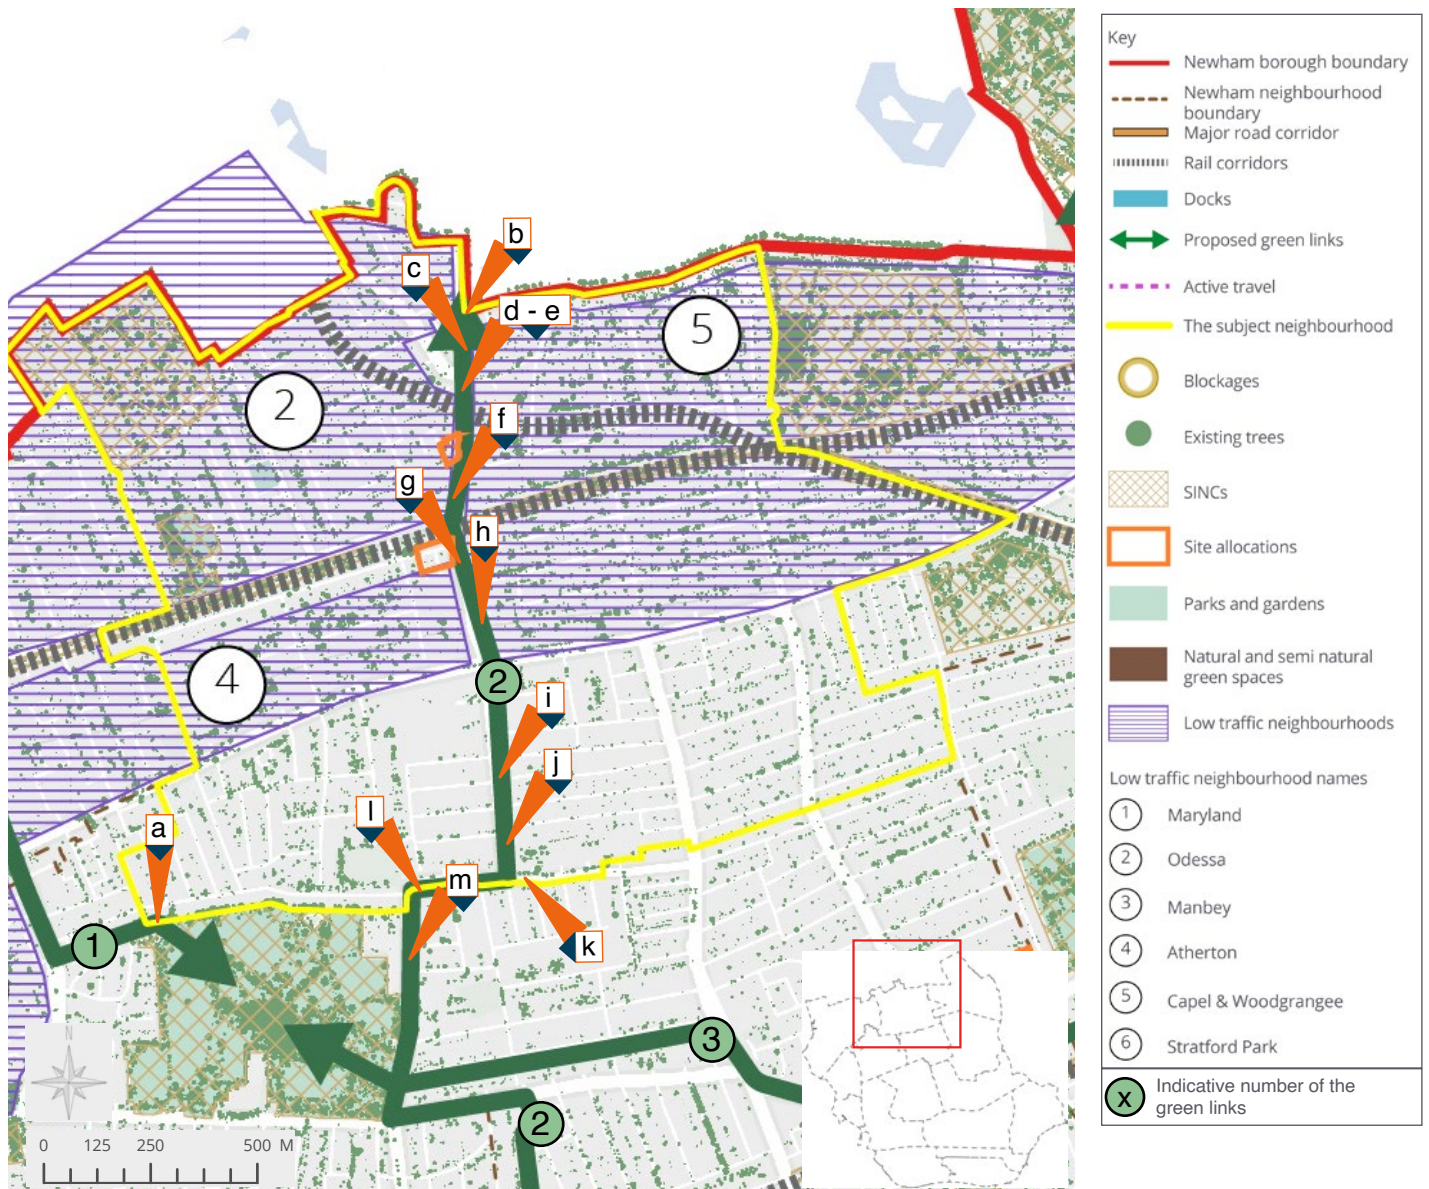 b
c
d - e
5
2
f
g
h
4
2
i
j
l
a
m
k
1
3
2
N
0 125 250 500 M
Key
Newham borough boundary
Newham neighbourhood
boundary
Major road corridor
Rail corridors
Docks
Proposed green links
Active travel
The subject neighbourhood
Blockages
Existing trees
SINCs
Site allocations
Parks and gardens
Natural and semi natural
green spaces
Low traffic neighbourhoods
Low traffic neighbourhood names
1 Maryland
2 Odessa
3 Manbey
4 Atherton
5 Capel & Woodgrangee
6 Stratford Park
x Indicative number of the
green links